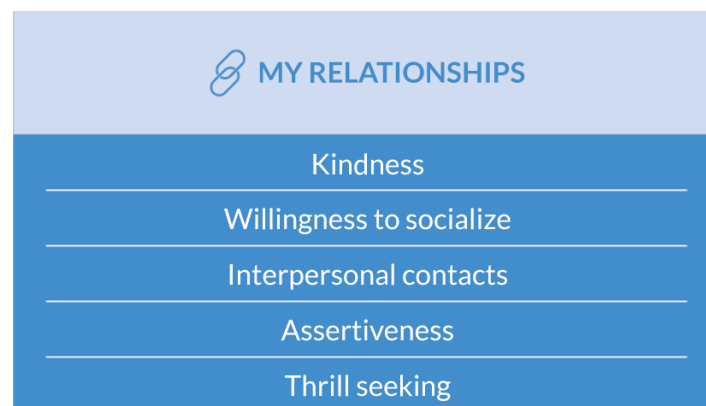 MY RELATIONSHIPS
Kindness
Willingness to socialize
Interpersonal contacts
Assertiveness
Thrill seeking